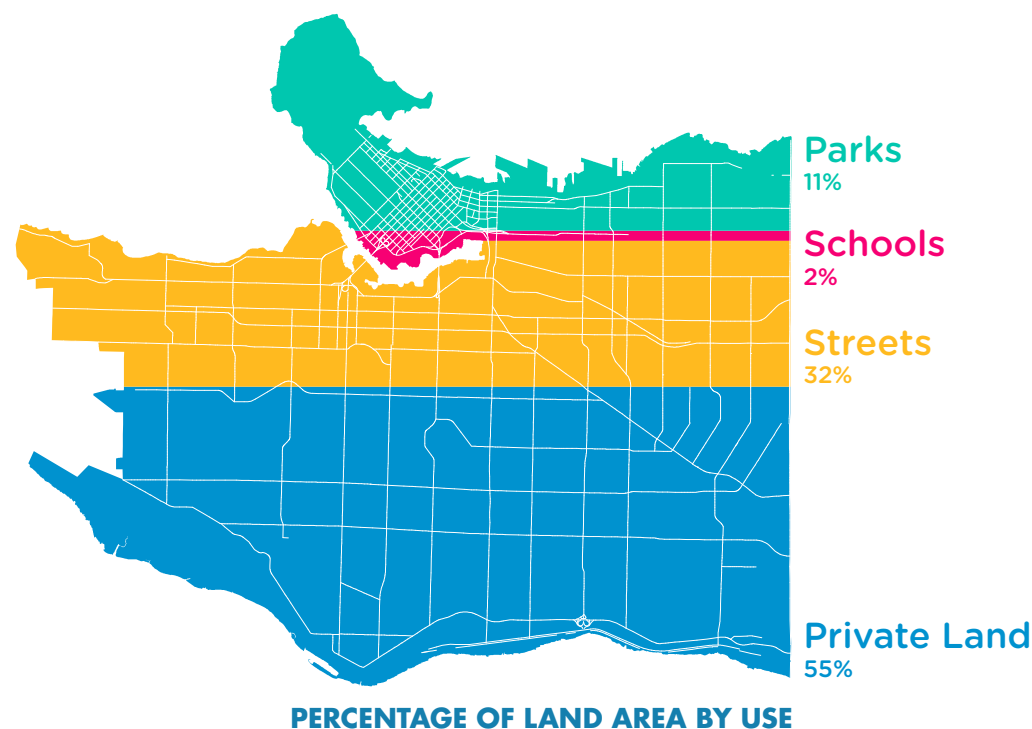 Parks
11%
Schools
2%
Streets
32%
Private Land
55%
PERCENTAGE OF LAND AREA BY USE